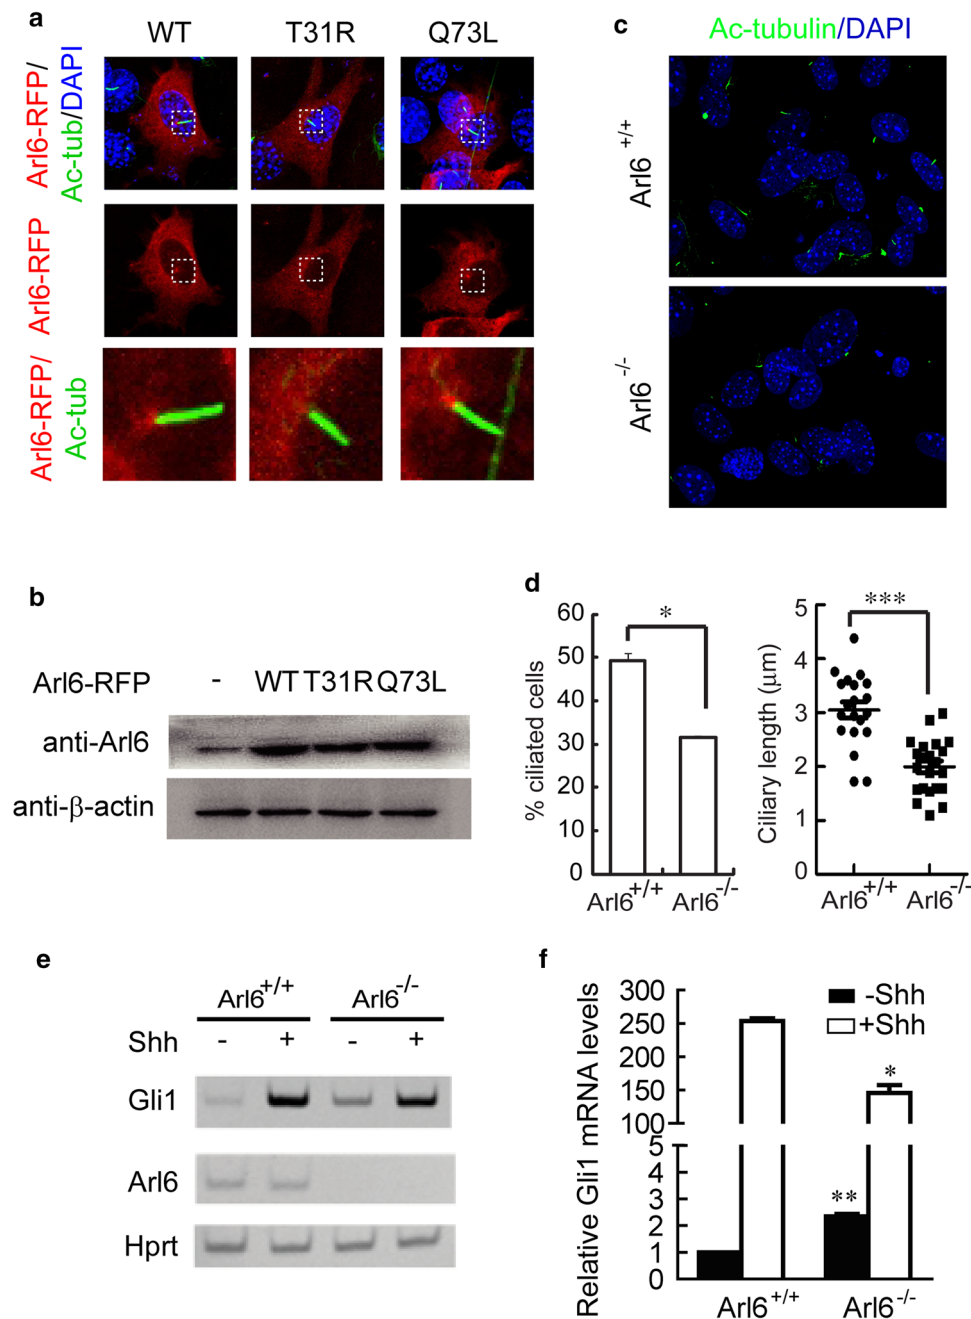 a
WT T31R Q73L
Arl6-RFP/
Ac-tub/DAPI
Arl6-RFP
Arl6-RFP/
Ac-tub
c
Ac-tubulin/DAPI
Arl6+/+
Arl6-/-
b
Arl6-RFP - WT T31R Q73L
anti-Arl6
anti-β-actin
d
% ciliated cells
60
50
40
30
20
10
0
*
Arl6+/+ Arl6-/-
Ciliary length (μm)
5
4
3
2
1
0
***
Arl6+/+ Arl6-/-
e
Arl6+/+ Arl6-/-
Shh - + - +
Gli1
Arl6
Hprt
f
Relative Gli1 mRNA levels
300
250
200
150
100
5
4
3
2
1
0
-Shh
+Shh
*
**
Arl6+/+ Arl6-/-